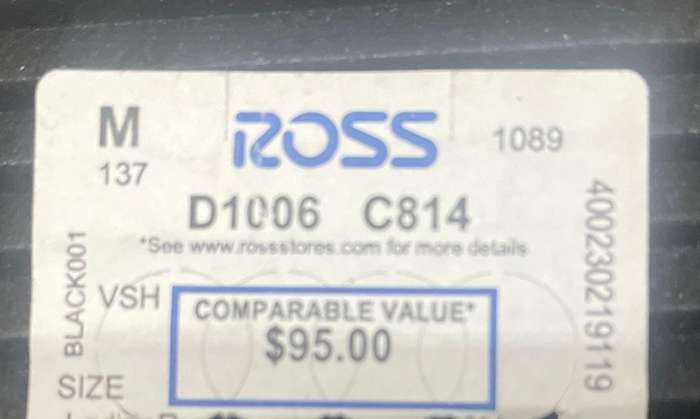 M
ROSS
1089
137
D1006 C814
*See www.rossstores.com for more details
BLACK001
VSH
COMPARABLE VALUE*
$95.00
SIZE
400230219119